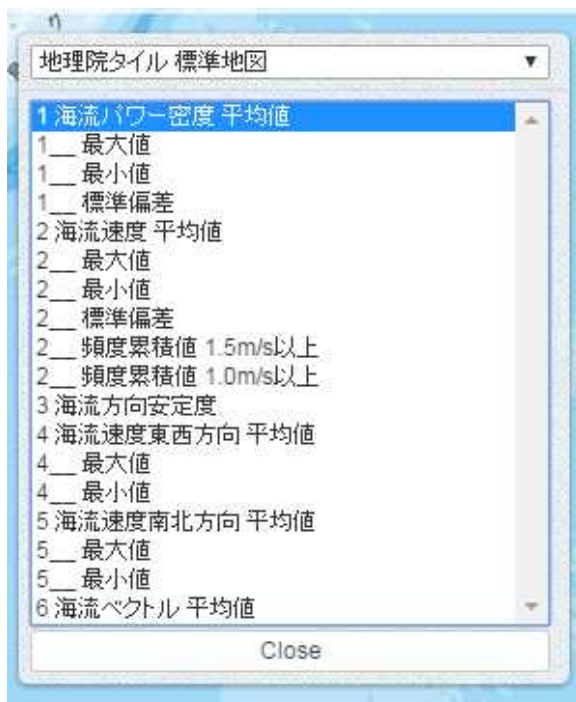 り
地理院タイル 標準地図
1 海流パワー密度 平均値
1__ 最大値
1__ 最小値
1__ 標準偏差
2 海流速度 平均値
2__ 最大値
2__ 最小値
2__ 標準偏差
2__ 頻度累積値 1.5m/s以上
2__ 頻度累積値 1.0m/s以上
3 海流方向安定度
4 海流速度東西方向 平均値
4__ 最大値
4__ 最小値
5 海流速度南北方向 平均値
5__ 最大値
5__ 最小値
6 海流ベクトル 平均値
Close